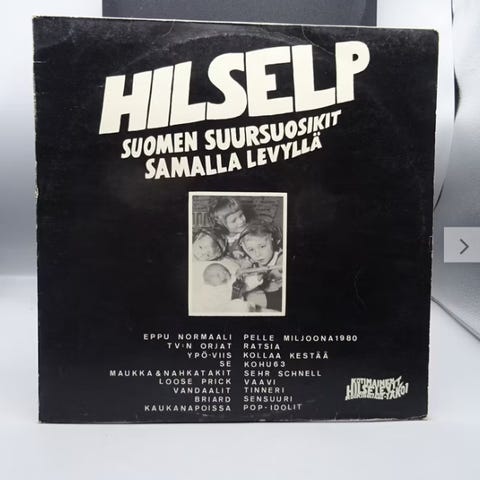 HILSELP
SUOMEN SUURSUOSIKIT
SAMALLA LEVYLLÄ
EPPU NORMAALI PELLE MILJOONA1980
TV:N ORJAT RATSIA
YPÖ-VIIS KOLLAA KESTÄÄ
SE KOHU63
MAUKKA & NAHKATAKIT SEHR SCHNELL
LOOSE PRICK VAAVI
VANDAALIT TINNERI
BRIARD SENSUURI
KAUKANAPOISSA POP-IDOLIT